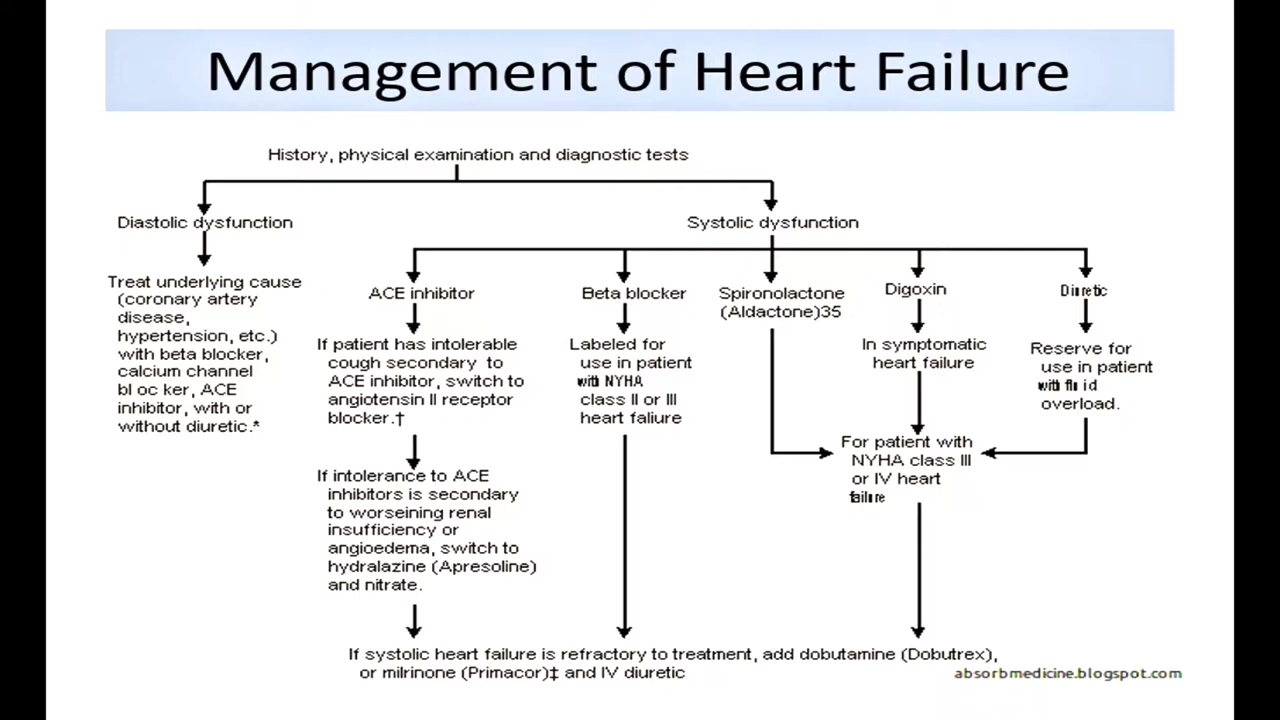 Management of Heart Failure
History, physical examination and diagnostic tests
Diastolic dysfunction
Systolic dysfunction
Treat underlying cause
(coronary artery
disease,
hypertension, etc.)
with beta blocker,
calcium channel
bl oc ker, ACE
inhibitor, with or
without diuretic.*
ACE inhibitor
If patient has intolerable
cough secondary to
ACE inhibitor, switch to
angiotensin II receptor
blocker.†
If intolerance to ACE
inhibitors is secondary
to worseining renal
insufficiency or
angioedema, switch to
hydralazine (Apresoline)
and nitrate.
Beta blocker
Labeled for
use in patient
with NYHA
class II or III
heart faliure
Spironolactone
(Aldactone)35
Digoxin
In symptomatic
heart failure
Diuretic
Reserve for
use in patient
with flu id
overload.
For patient with
NYHA class III
or IV heart
failure
If systolic heart failure is refractory to treatment, add dobutamine (Dobutrex),
or milrinone (Primacor)‡ and IV diuretic
absorbmedicine.blogspot.com